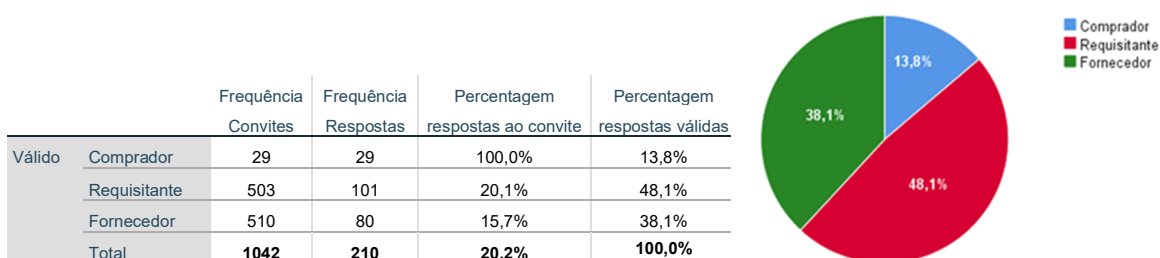 Frequência Frequência Percentagem Percentagem
Convites Respostas respostas ao convite respostas válidas
Válido Comprador 29 29 100,0% 13,8%
Requisitante 503 101 20,1% 48,1%
Fornecedor 510 80 15,7% 38,1%
Total 1042 210 20,2% 100,0%
13,8%
38,1%
48,1%
Comprador
Requisitante
Fornecedor